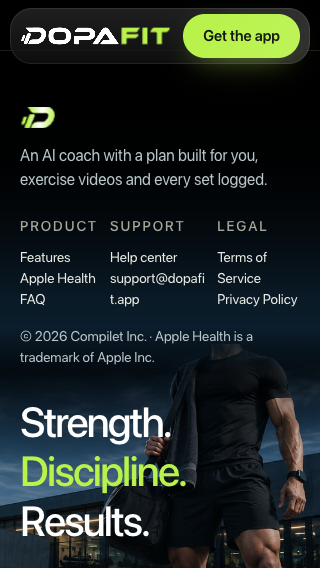 DOPAFIT
Get the app
An AI coach with a plan built for you,
exercise videos and every set logged.
PRODUCT
Features
Apple Health
FAQ
SUPPORT
Help center
support@dopafi
t.app
LEGAL
Terms of
Service
Privacy Policy
© 2026 Compilet Inc. · Apple Health is a
trademark of Apple Inc.
Strength.
Discipline.
Results.